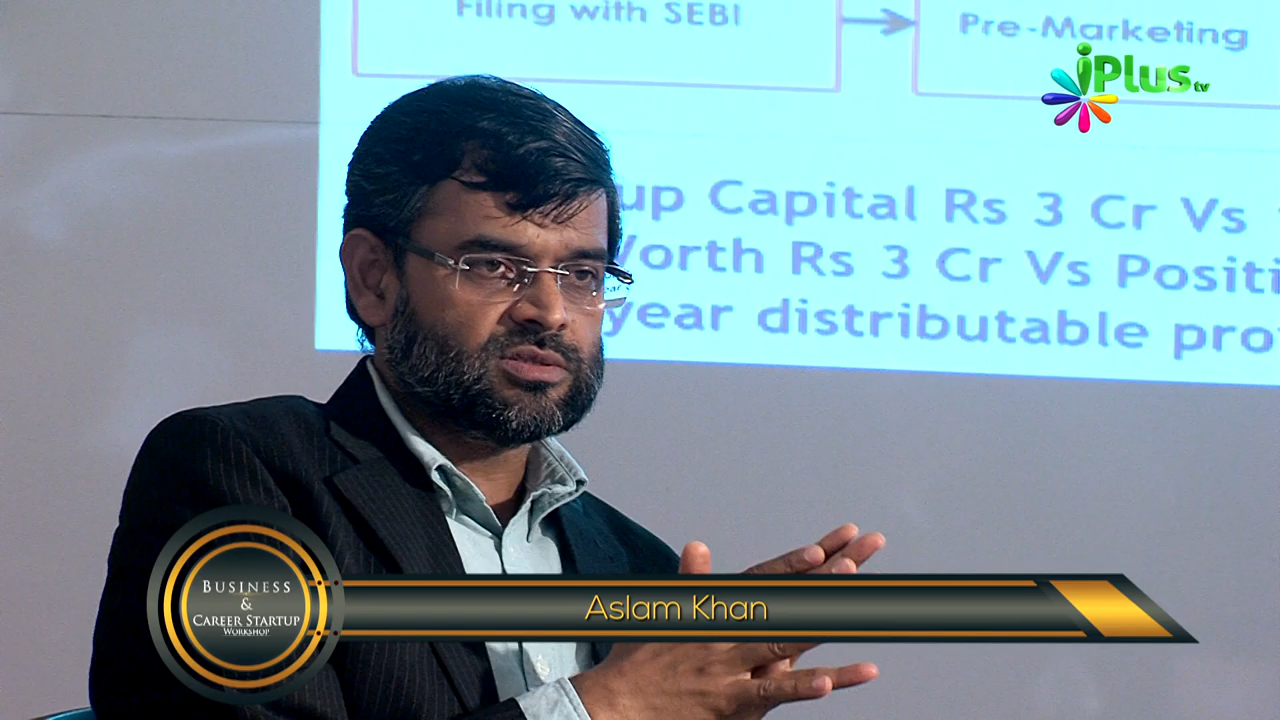 Filing with SEBI
Pre-Marketing
iPlus tv
up Capital Rs 3 Cr Vs
Worth Rs 3 Cr Vs Positi
year distributable pro
BUSINESS
&
CAREER STARTUP
WORKSHOP
Aslam Khan